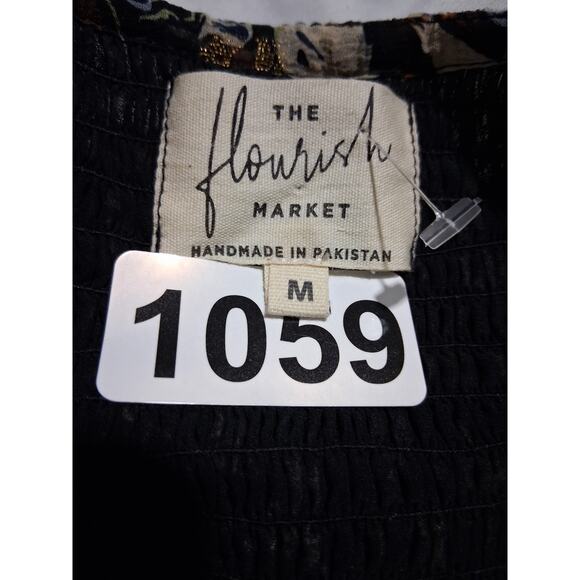 THE
flourish
MARKET
HANDMADE IN PAKISTAN
M
1059